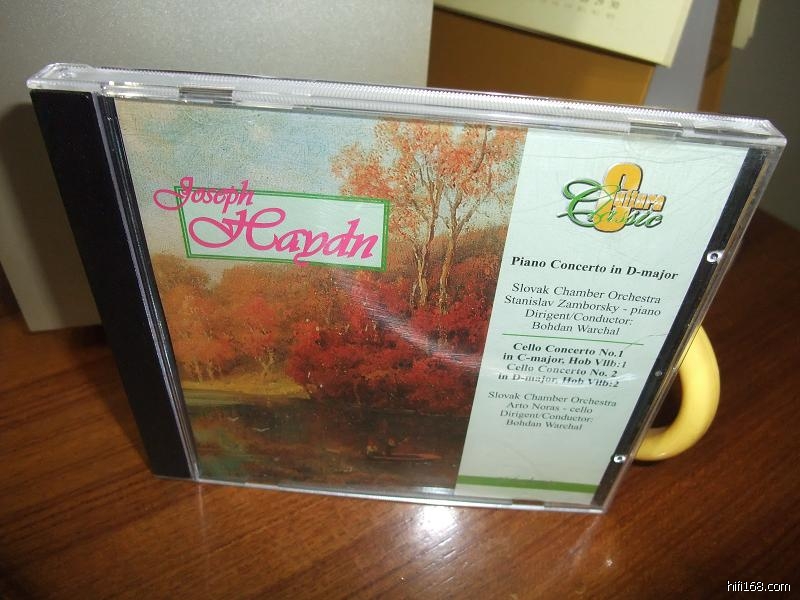 Joseph
Haydn
Classic
Piano Concerto in D-major
Slovak Chamber Orchestra
Stanislav Zamborsky - piano
Dirigent/Conductor:
Bohdan Warchal
Cello Concerto No.1
in C-major, Hob VIIb:1
Cello Concerto No. 2
in D-major, Hob VIIb:2
Slovak Chamber Orchestra
Arto Noras - cello
Dirigent/Conductor:
Bohdan Warchal
hifi168.com